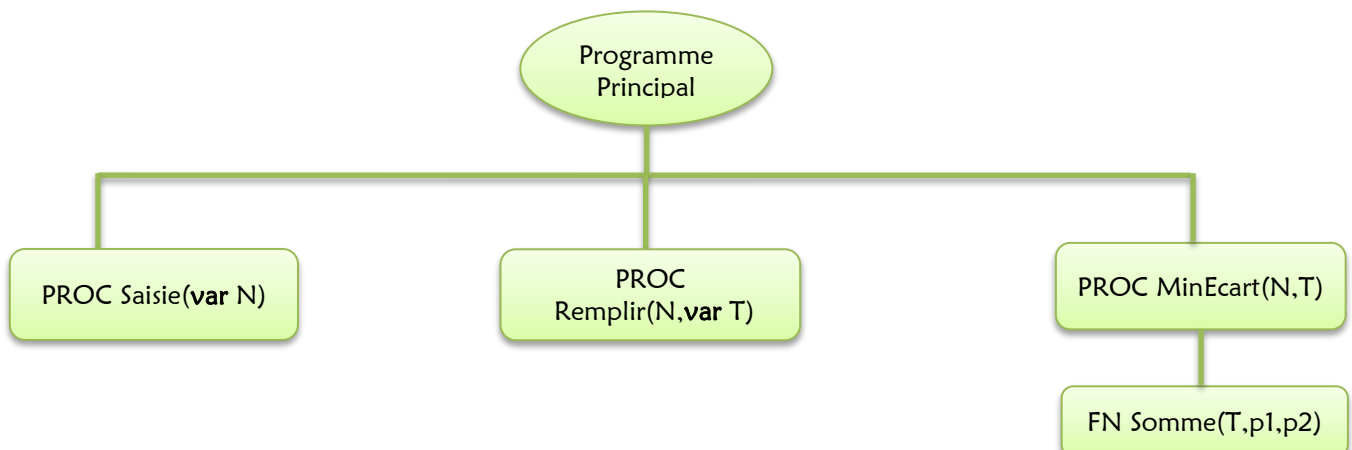 Programme
Principal
PROC Saisie(var N)
PROC
Remplir(N,var T)
PROC MinEcart(N,T)
FN Somme(T,p1,p2)